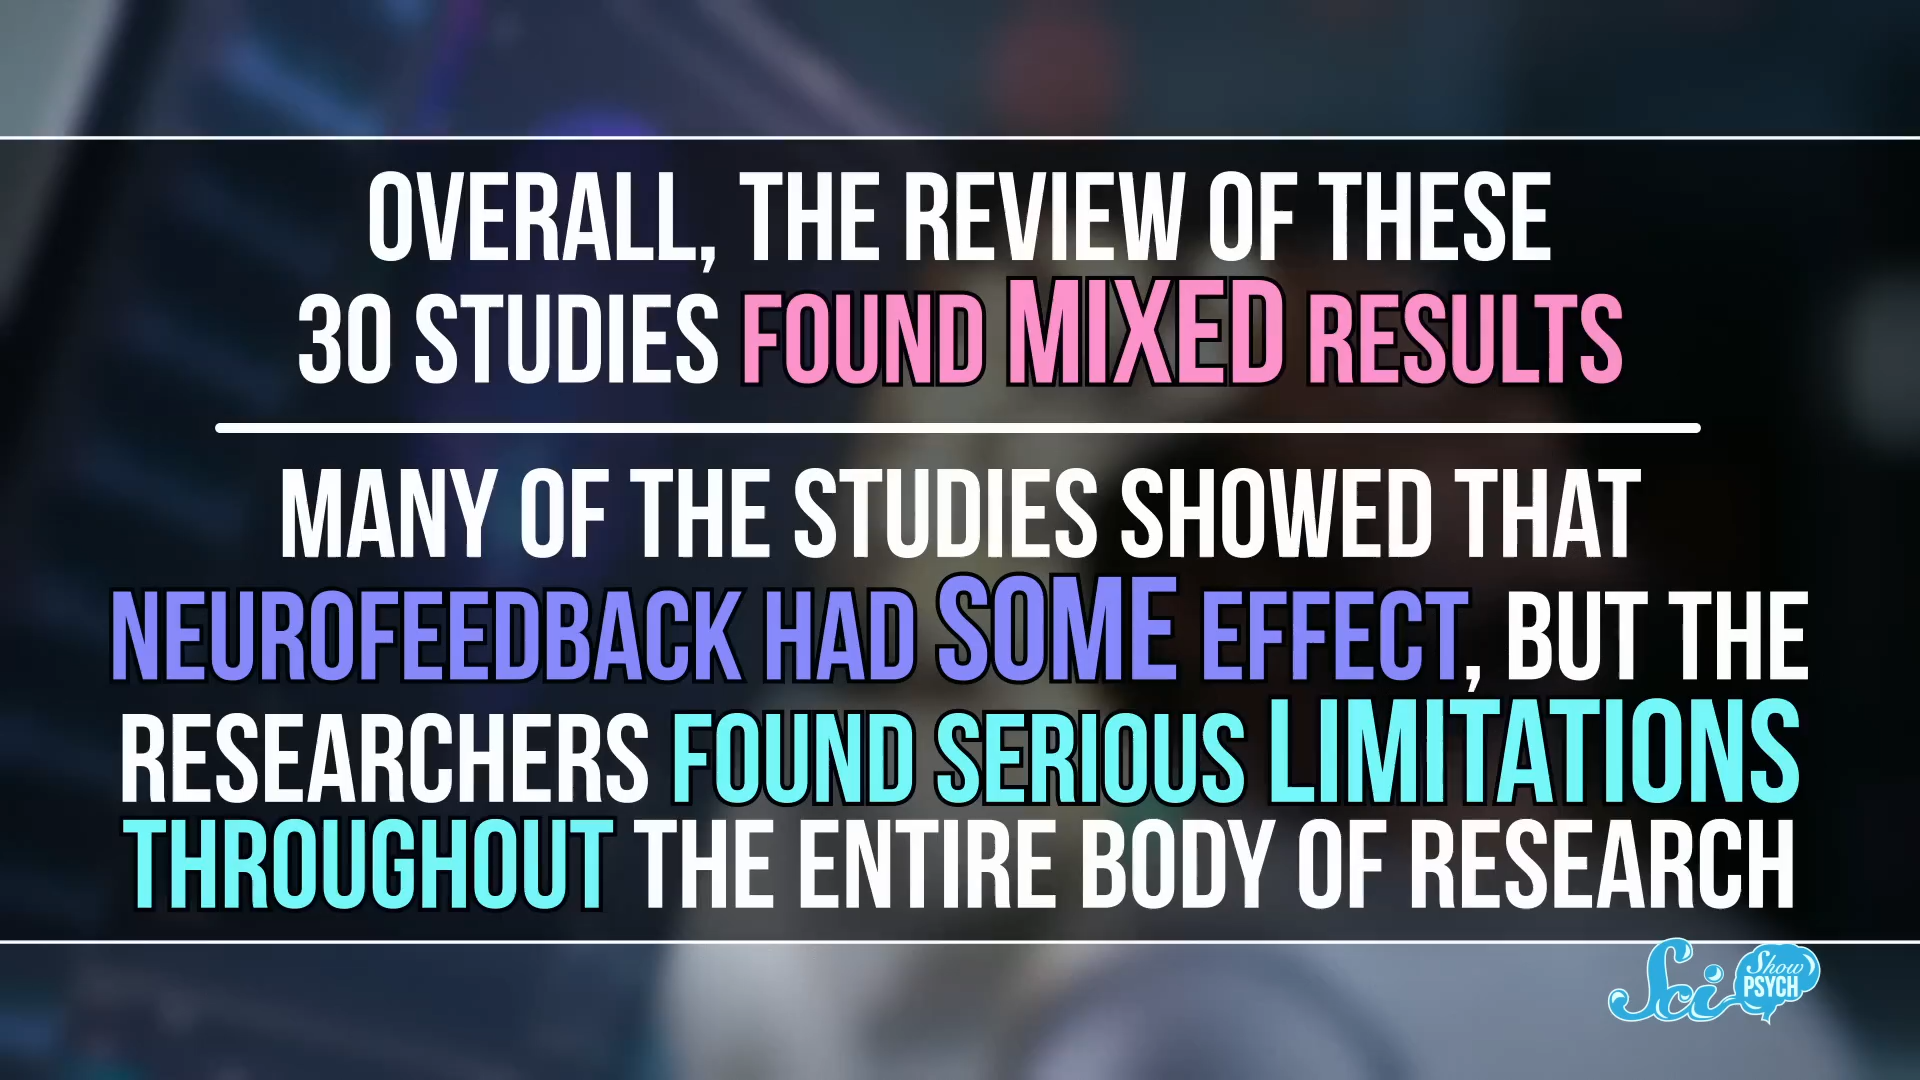 OVERALL, THE REVIEW OF THESE
30 STUDIES FOUND MIXED RESULTS
MANY OF THE STUDIES SHOWED THAT
NEUROFEEDBACK HAD SOME EFFECT, BUT THE
RESEARCHERS FOUND SERIOUS LIMITATIONS
THROUGHOUT THE ENTIRE BODY OF RESEARCH
Sci Show
PSYCH